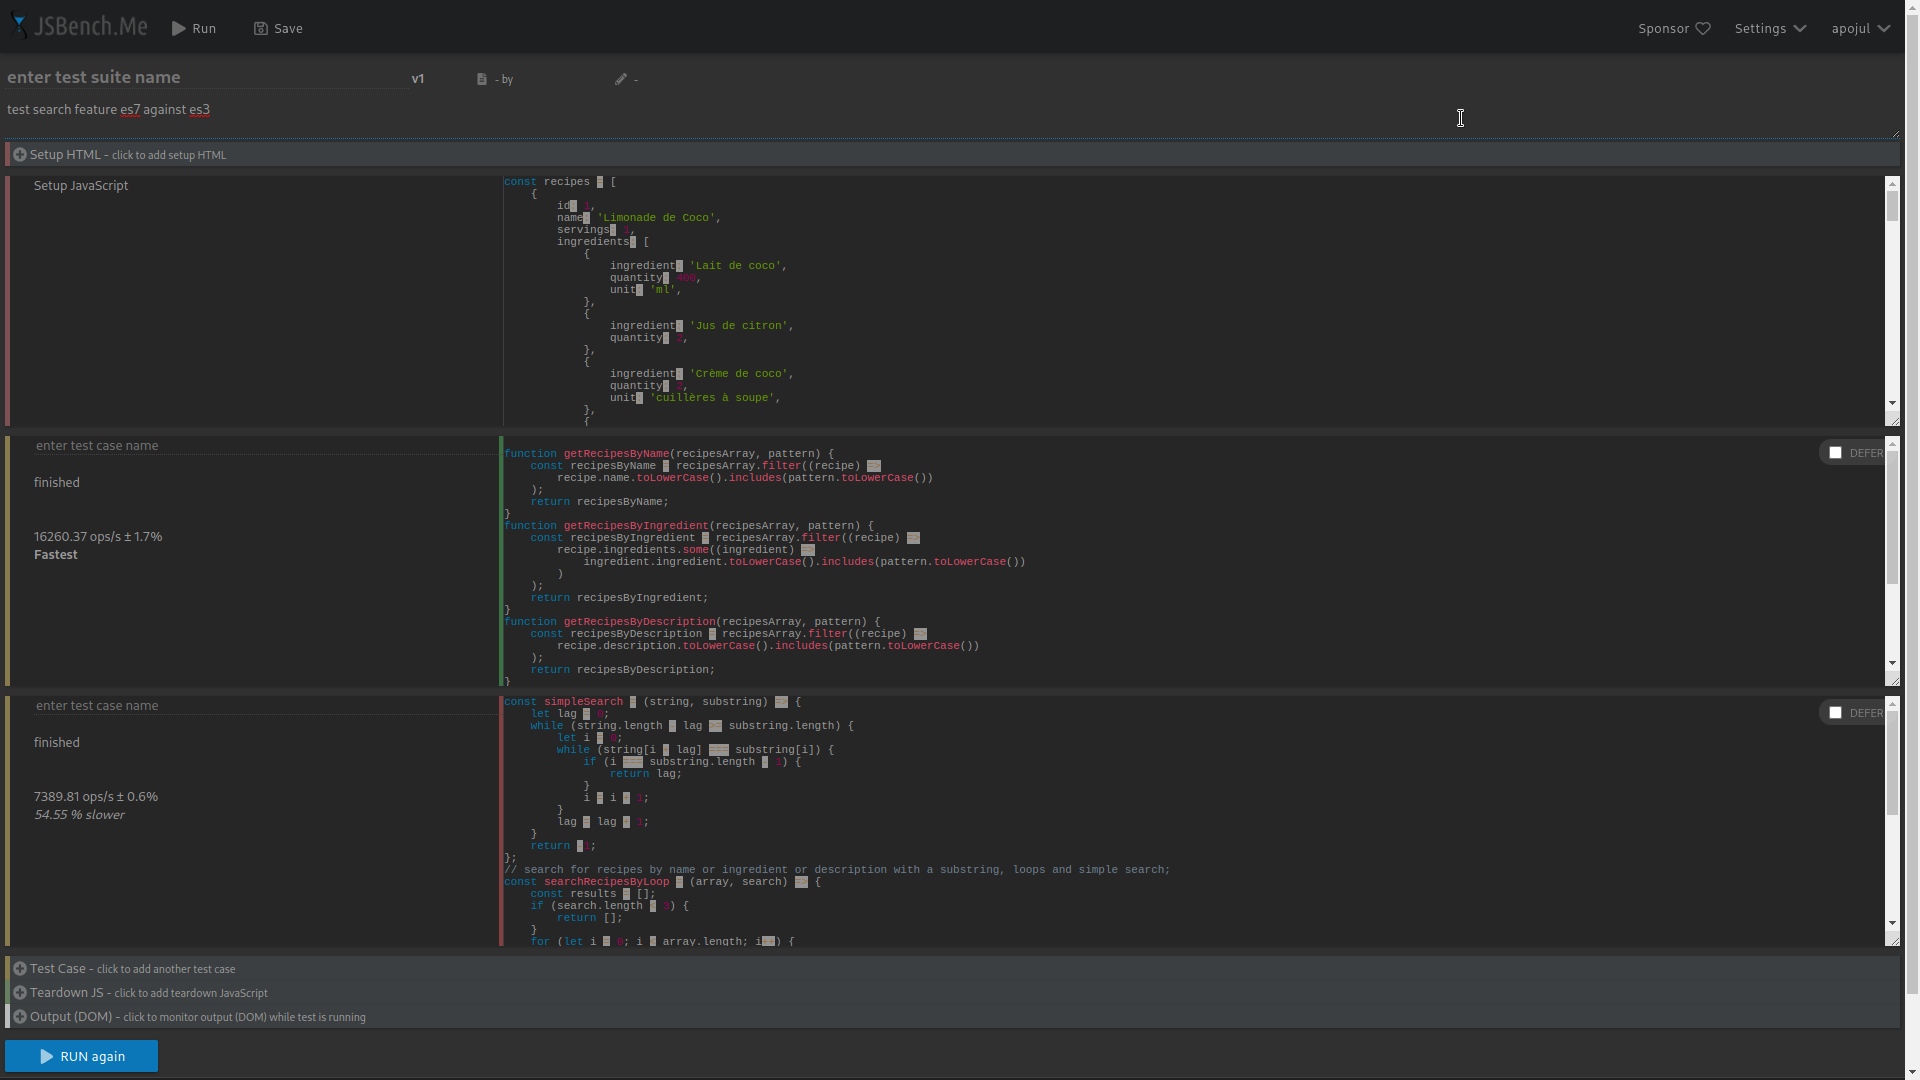 JSBench.Me Run Save Sponsor Settings apojul
enter test suite name v1 - by -
test search feature es7 against es3
Setup HTML - click to add setup HTML
Setup JavaScript
const recipes = [
{
id: 1,
name: 'Limonade de Coco',
servings: 1,
ingredients: [
{
ingredient: 'Lait de coco',
quantity: 400,
unit: 'ml',
},
{
ingredient: 'Jus de citron',
quantity: 2,
},
{
ingredient: 'Crème de coco',
quantity: 2,
unit: 'cuillères à soupe',
},
{
enter test case name
finished
16260.37 ops/s ± 1.7%
Fastest
DEFER
function getRecipesByName(recipesArray, pattern) {
const recipesByName = recipesArray.filter((recipe) =>
recipe.name.toLowerCase().includes(pattern.toLowerCase())
);
return recipesByName;
}
function getRecipesByIngredient(recipesArray, pattern) {
const recipesByIngredient = recipesArray.filter((recipe) =>
recipe.ingredients.some((ingredient) =>
ingredient.ingredient.toLowerCase().includes(pattern.toLowerCase())
)
);
return recipesByIngredient;
}
function getRecipesByDescription(recipesArray, pattern) {
const recipesByDescription = recipesArray.filter((recipe) =>
recipe.description.toLowerCase().includes(pattern.toLowerCase())
);
return recipesByDescription;
}
enter test case name
finished
7389.81 ops/s ± 0.6%
54.55 % slower
DEFER
const simpleSearch = (string, substring) => {
let lag = 0;
while (string.length - lag >= substring.length) {
let i = 0;
while (string[i + lag] === substring[i]) {
if (i === substring.length - 1) {
return lag;
}
i = i + 1;
}
lag = lag + 1;
}
return -1;
};
// search for recipes by name or ingredient or description with a substring, loops and simple search;
const searchRecipesByLoop = (array, search) => {
const results = [];
if (search.length < 3) {
return [];
}
for (let i = 0; i < array.length; i++) {
Test Case - click to add another test case
Teardown JS - click to add teardown JavaScript
Output (DOM) - click to monitor output (DOM) while test is running
RUN again